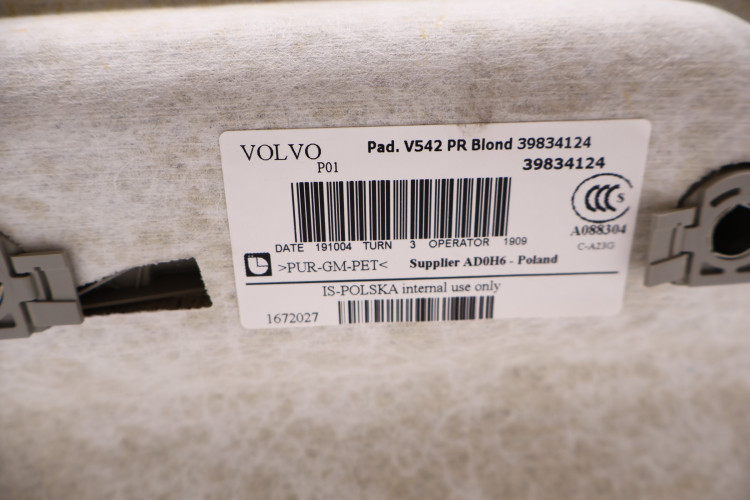 VOLVO
P01
Pad. V542 PR Blond 39834124
39834124
CCC S
A088304
C-A23G
DATE 191004 TURN 3 OPERATOR 1909
>PUR-GM-PET< Supplier AD0H6 - Poland
IS-POLSKA internal use only
1672027